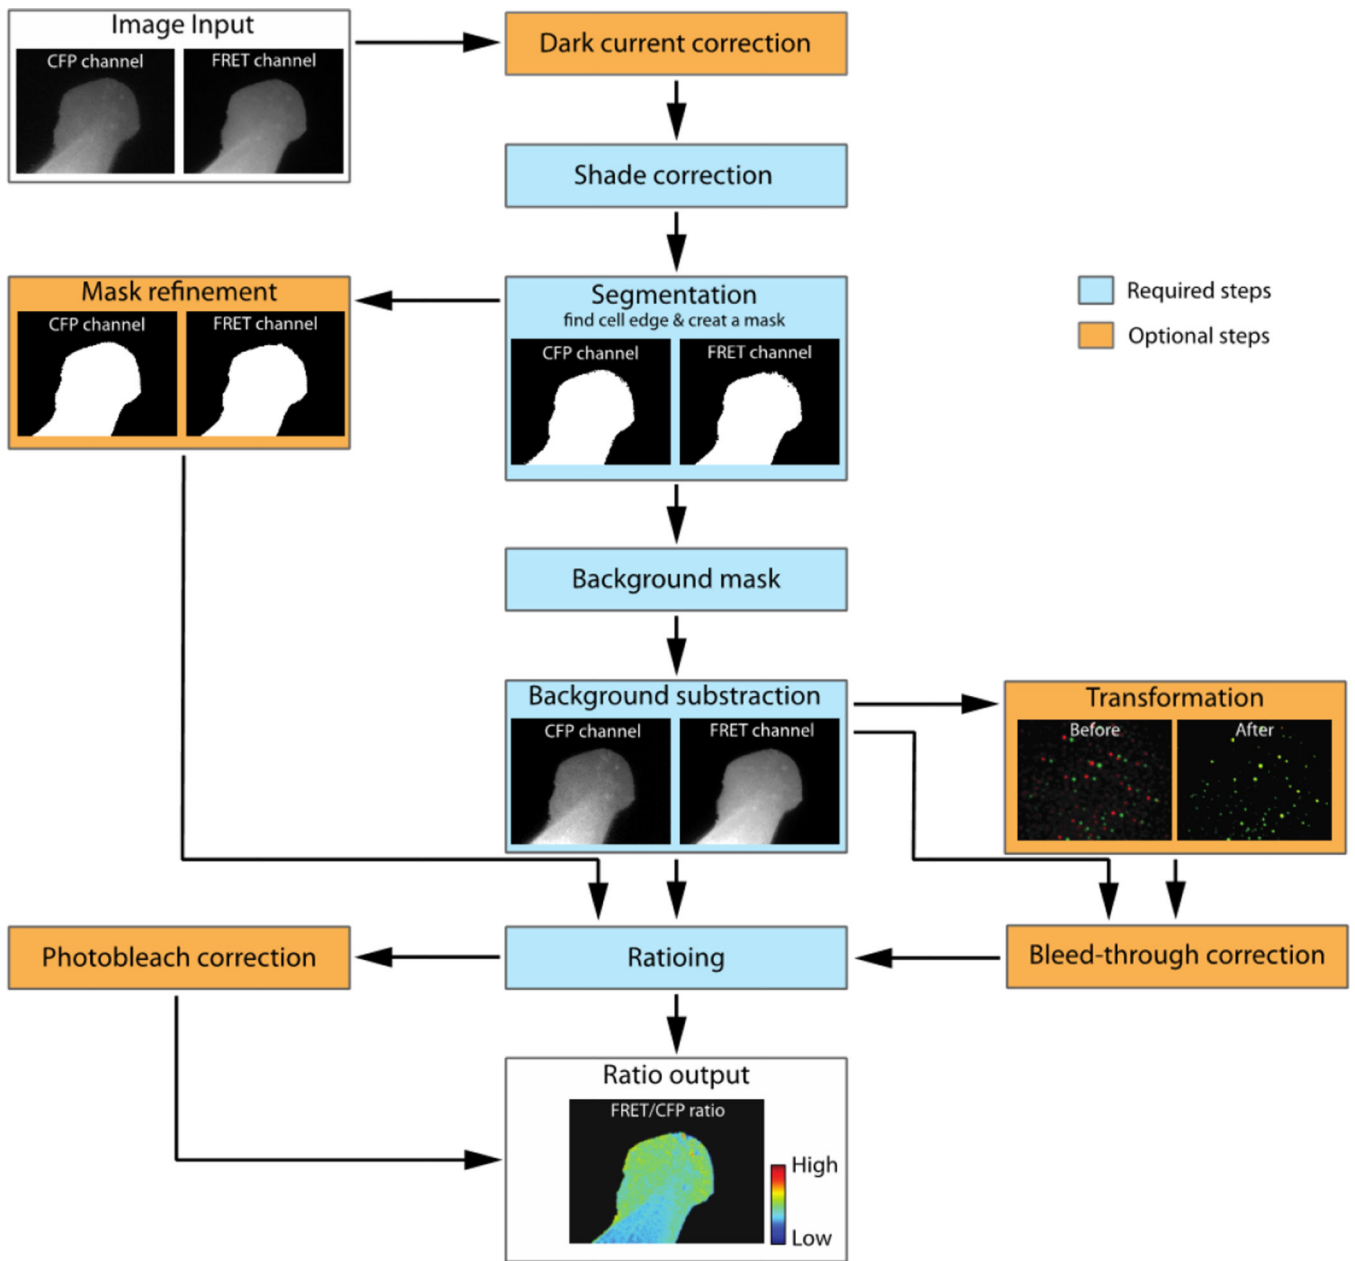 Image Input
CFP channel
FRET channel
Dark current correction
Shade correction
Mask refinement
CFP channel
FRET channel
Segmentation
find cell edge & creat a mask
CFP channel
FRET channel
Required steps
Optional steps
Background mask
Background substraction
CFP channel
FRET channel
Transformation
Before
After
Photobleach correction
Ratioing
Bleed-through correction
Ratio output
FRET/CFP ratio
High
Low